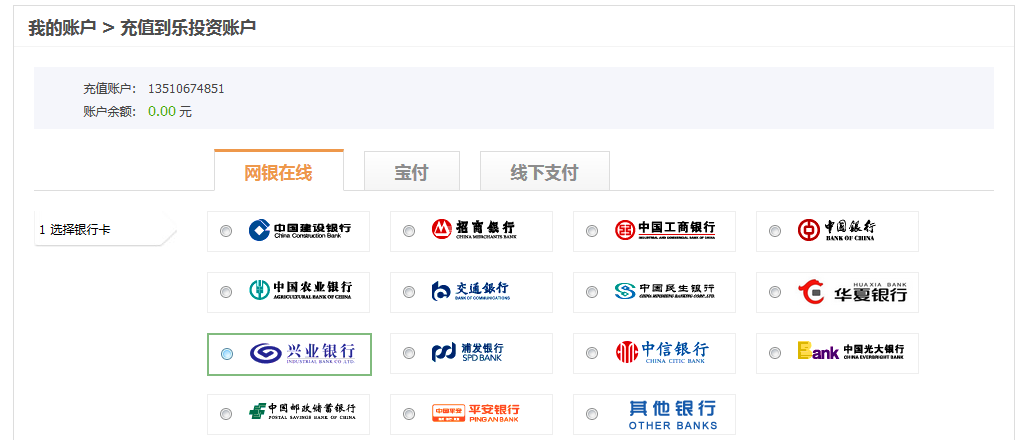 我的账户 > 充值到乐投资账户
充值账户： 13510674851
账户余额： 0.00 元
网银在线 宝付 线下支付
1 选择银行卡
中国建设银行 China Construction Bank
招商银行 CHINA MERCHANTS BANK
中国工商银行 INDUSTRIAL AND COMMERCIAL BANK OF CHINA
中国银行 BANK OF CHINA
中国农业银行 AGRICULTURAL BANK OF CHINA
交通银行 BANK OF COMMUNICATIONS
中国民生银行 CHINA MINSHENG BANKING CORP.,LTD.
HUAXIA BANK 华夏银行
兴业银行 INDUSTRIAL BANK CO.,LTD.
浦发银行 SPD BANK
中信银行 CHINA CITIC BANK
Bank 中国光大银行 CHINA EVERBRIGHT BANK
中国邮政储蓄银行 POSTAL SAVINGS BANK OF CHINA
中国平安 平安银行 PING AN BANK
其他银行 OTHER BANKS